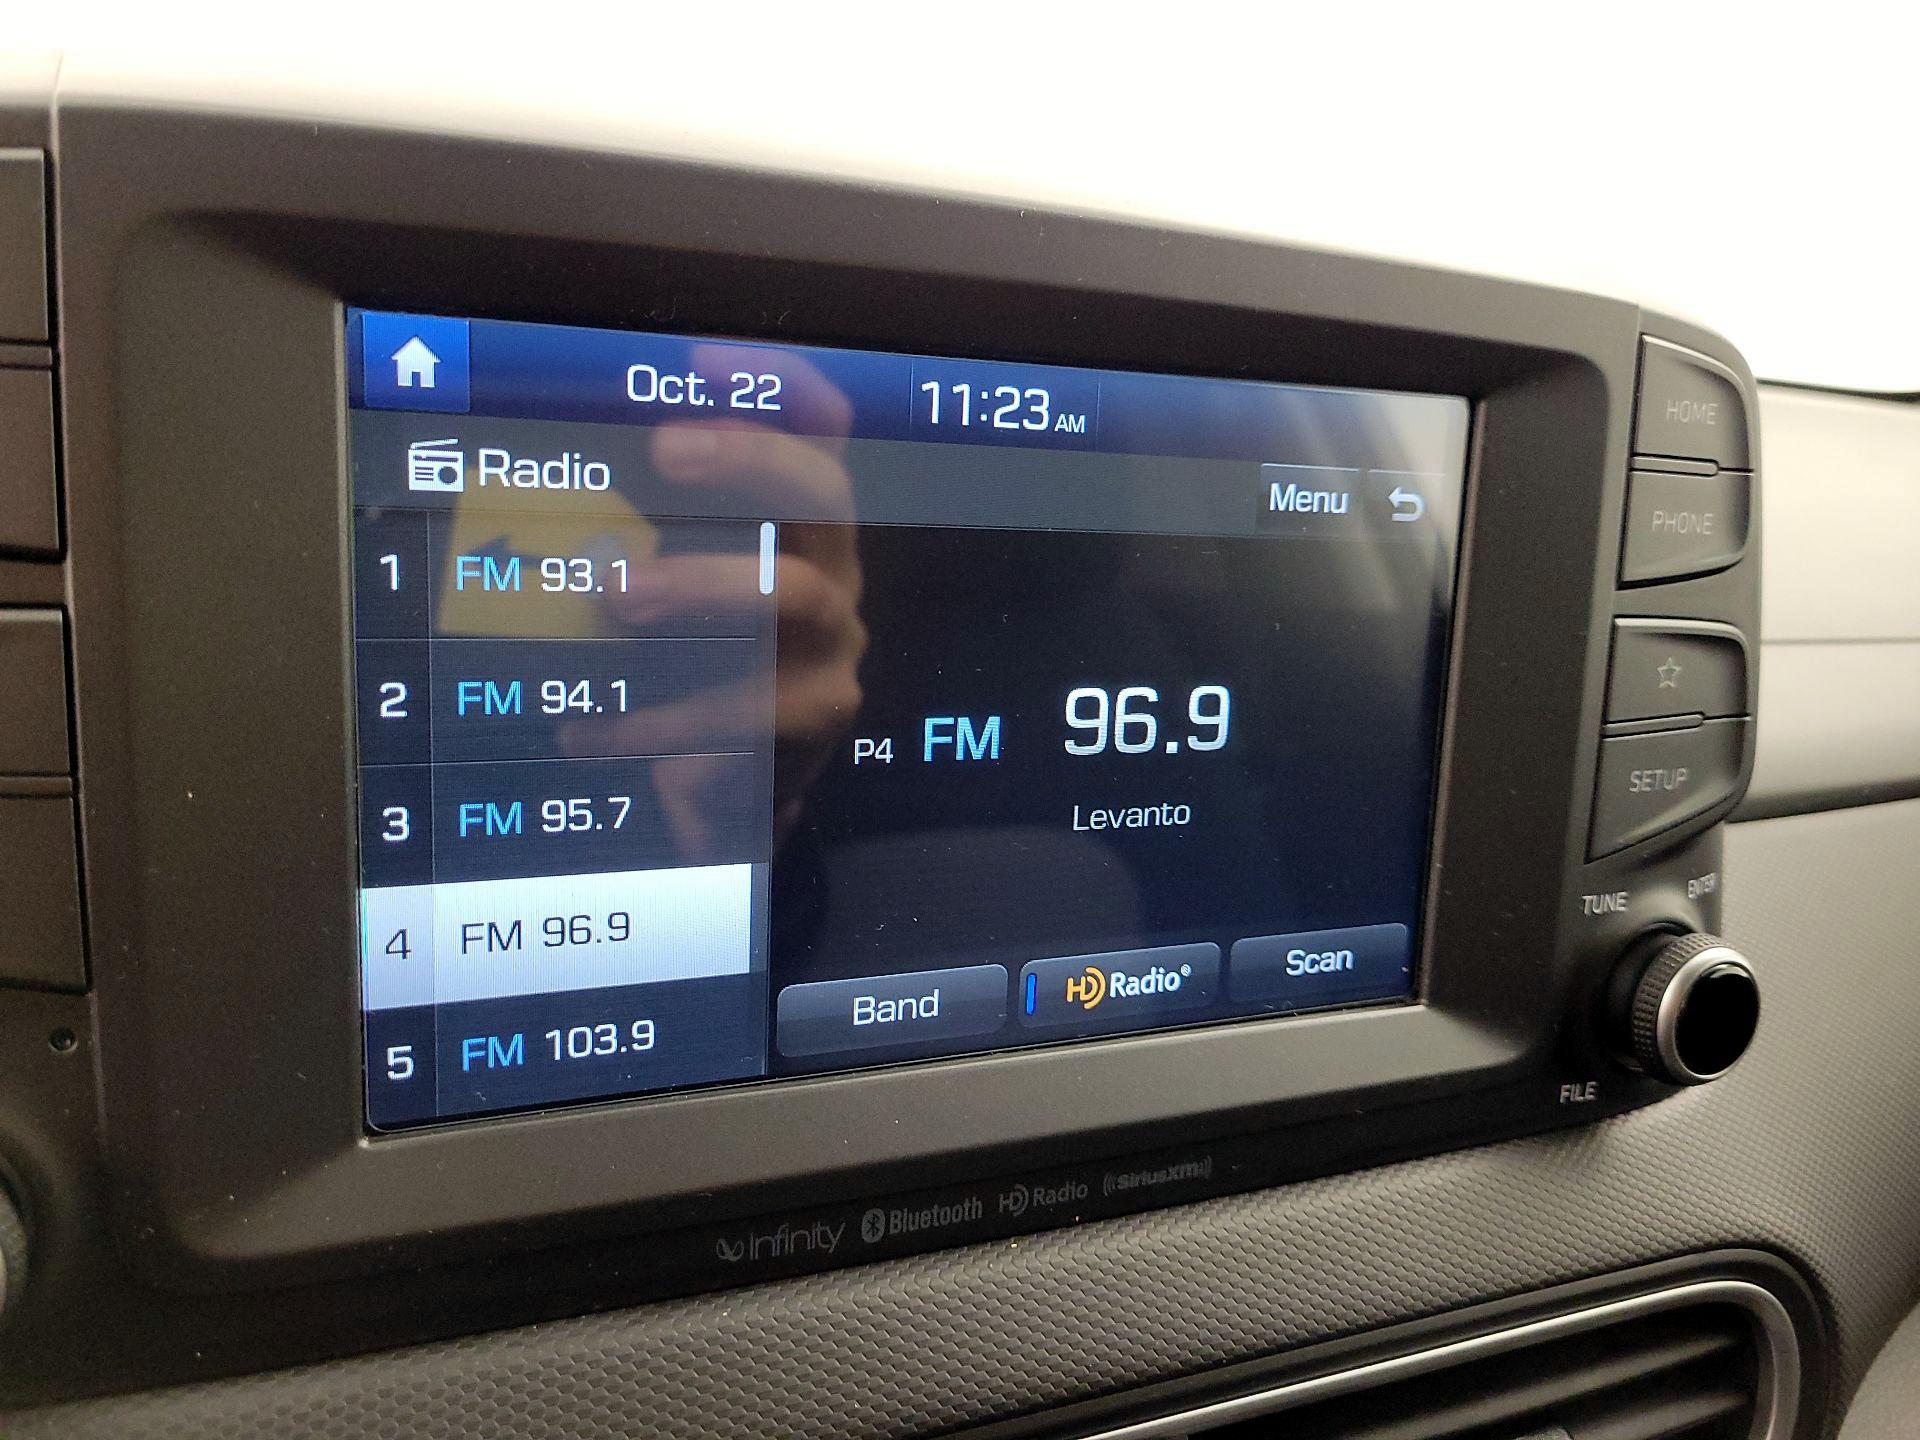 Oct. 22 11:23 AM
Radio
Menu
1 FM 93.1
2 FM 94.1
3 FM 95.7
4 FM 96.9
5 FM 103.9
P4 FM 96.9
Levanto
Band
HD Radio®
Scan
HOME
PHONE
SETUP
TUNE
ENTER
FILE
infinity Bluetooth HD Radio ((SiriusXM))